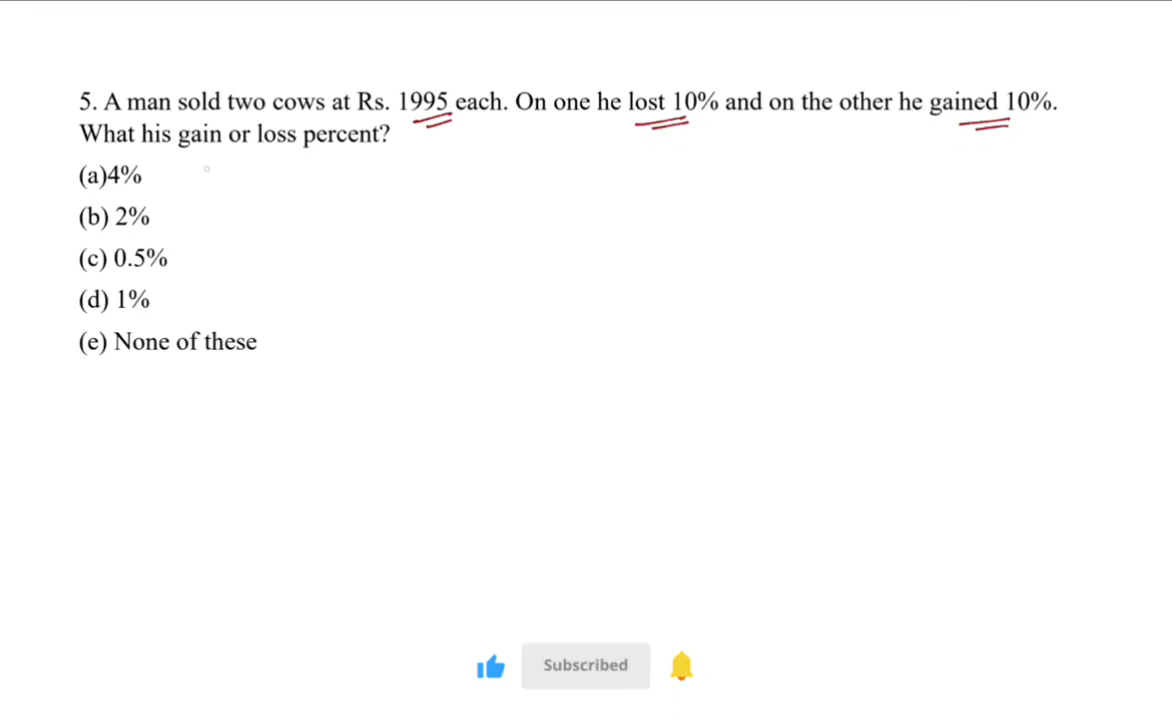 5. A man sold two cows at Rs. 1995 each. On one he lost 10% and on the other he gained 10%.
What his gain or loss percent?
(a)4%
(b) 2%
(c) 0.5%
(d) 1%
(e) None of these
Subscribed